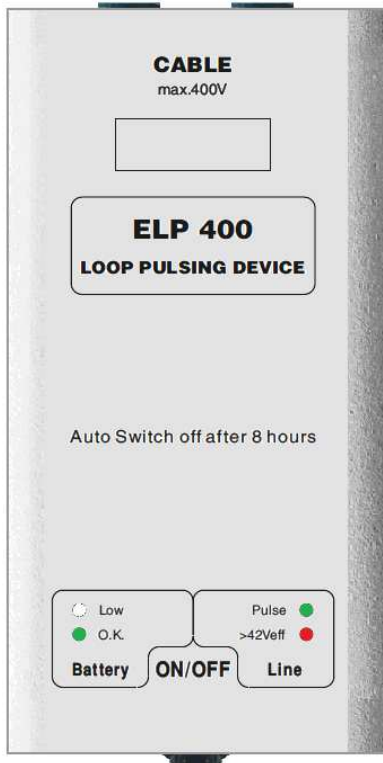 CABLE
max.400V
ELP 400
LOOP PULSING DEVICE
Auto Switch off after 8 hours
Low
Pulse
O.K.
>42Veff
Battery
ON/OFF
Line